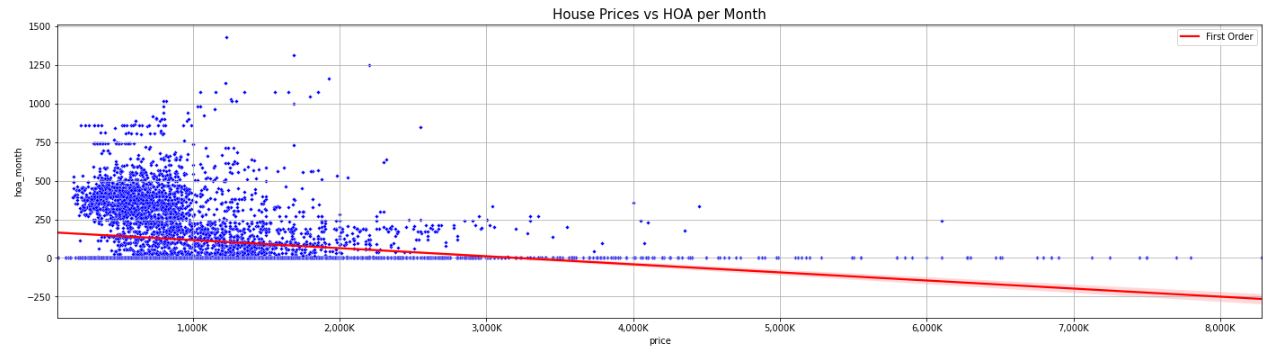 House Prices vs HOA per Month
First Order
1500
1250
1000
750
500
250
0
−250
hoa_month
1,000K 2,000K 3,000K 4,000K 5,000K 6,000K 7,000K 8,000K
price